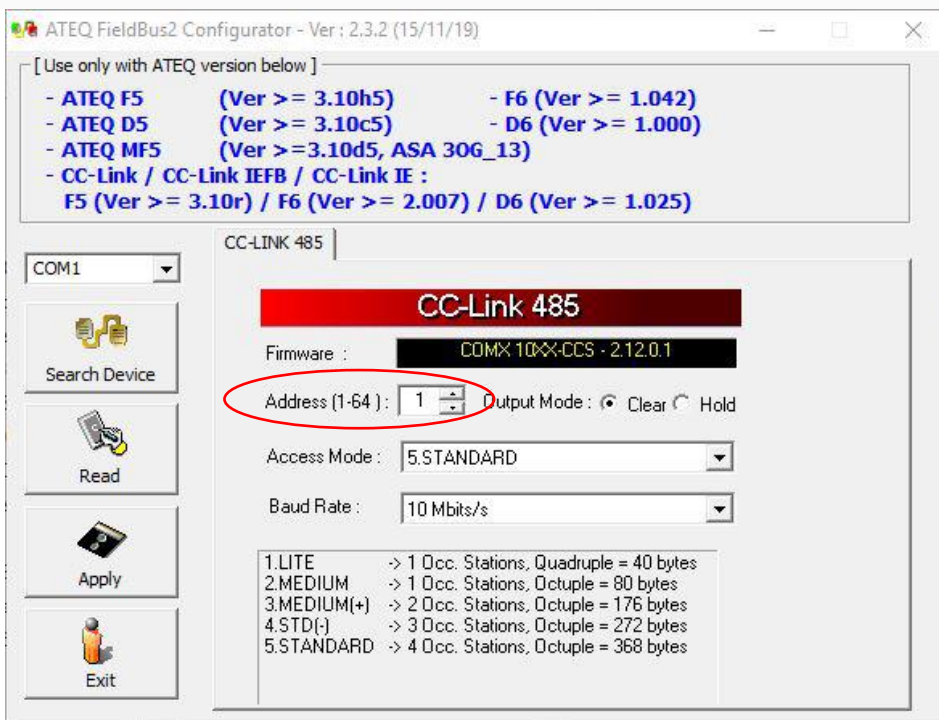 ATEQ FieldBus2 Configurator - Ver : 2.3.2 (15/11/19)
[ Use only with ATEQ version below ]
- ATEQ F5 (Ver >= 3.10h5) - F6 (Ver >= 1.042)
- ATEQ D5 (Ver >= 3.10c5) - D6 (Ver >= 1.000)
- ATEQ MF5 (Ver >=3.10d5, ASA 3OG_13)
- CC-Link / CC-Link IEFB / CC-Link IE :
F5 (Ver >= 3.10r) / F6 (Ver >= 2.007) / D6 (Ver >= 1.025)
COM1
Search Device
Read
Apply
Exit
CC-LINK 485
CC-Link 485
Firmware : COMX 10XX-CCS - 2.12.0.1
Address (1-64 ) : 1 Output Mode : Clear Hold
Access Mode : 5.STANDARD
Baud Rate : 10 Mbits/s
1.LITE -> 1 Occ. Stations, Quadruple = 40 bytes
2.MEDIUM -> 1 Occ. Stations, Octuple = 80 bytes
3.MEDIUM(+) -> 2 Occ. Stations, Octuple = 176 bytes
4.STD(-) -> 3 Occ. Stations, Octuple = 272 bytes
5.STANDARD -> 4 Occ. Stations, Octuple = 368 bytes